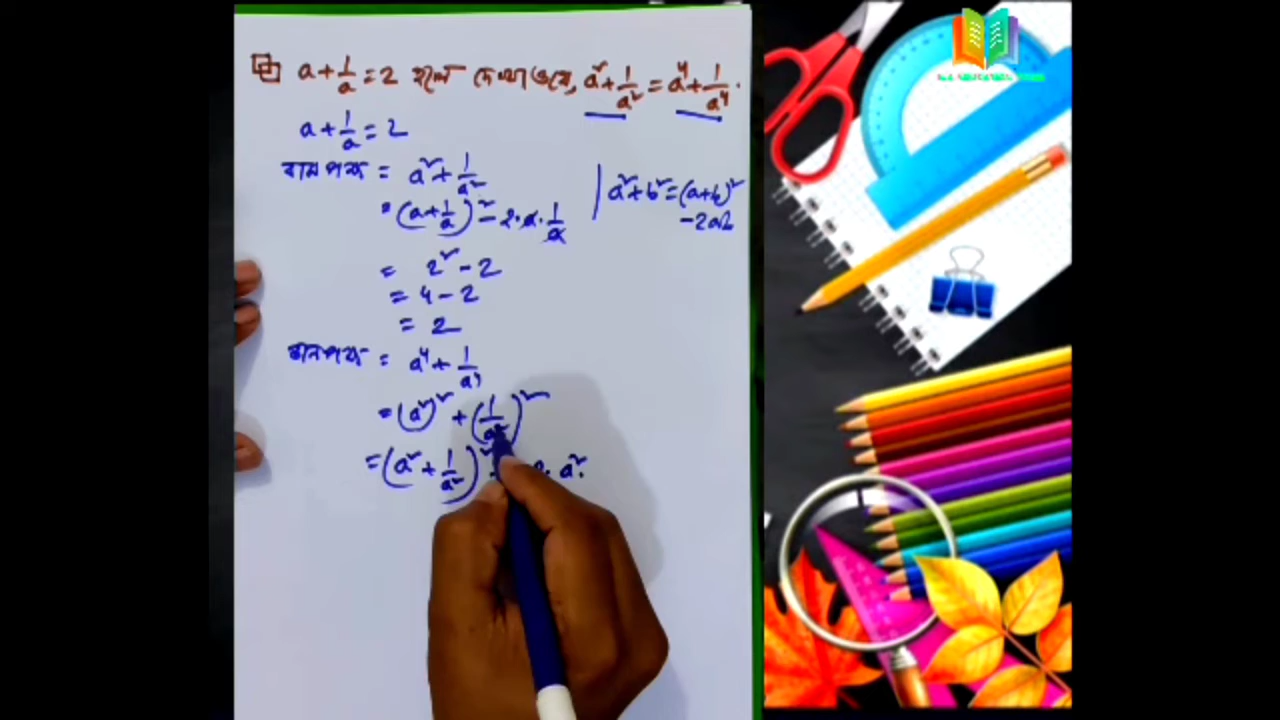 a + 1/a = 2 হলে দেখাও যে, a² + 1/a² = a⁴ + 1/a⁴.
a + 1/a = 2
বামপক্ষ = a² + 1/a²
= (a + 1/a)² - 2·a·1/a
a² + b² = (a+b)²
- 2ab
= 2² - 2
= 4 - 2
= 2
ডানপক্ষ = a⁴ + 1/a⁴
= (a²)² + (1/a²)²
= (a² + 1/a²)² - 2·a²·